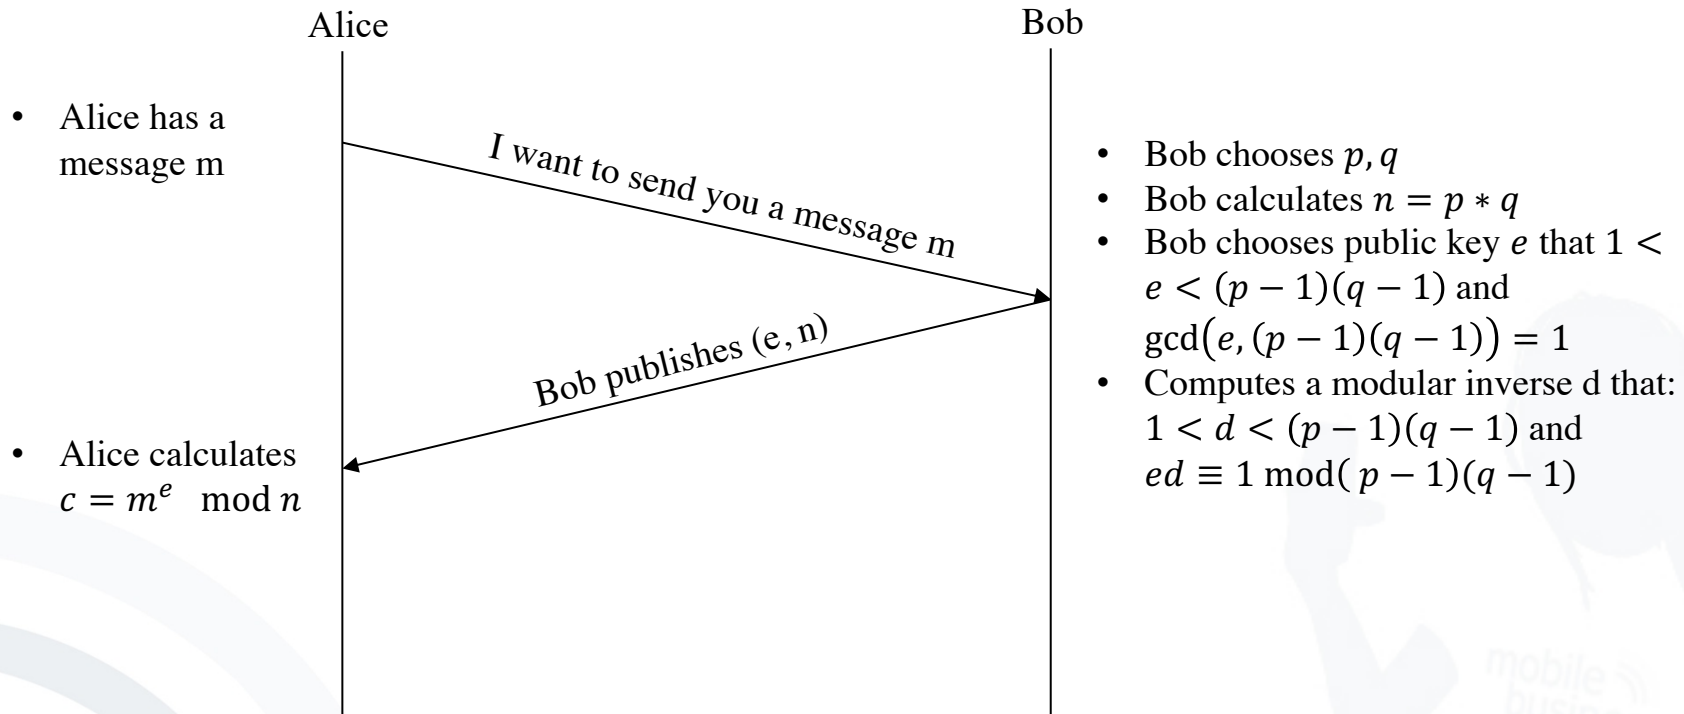 Alice
Bob
• Alice has a
message m
I want to send you a message m
• Bob chooses p, q
• Bob calculates n = p * q
• Bob chooses public key e that 1 <
e < (p − 1)(q − 1) and
gcd(e, (p − 1)(q − 1)) = 1
• Computes a modular inverse d that:
1 < d < (p − 1)(q − 1) and
ed ≡ 1 mod( p − 1)(q − 1)
Bob publishes (e, n)
• Alice calculates
c = mᵉ mod n
mobile